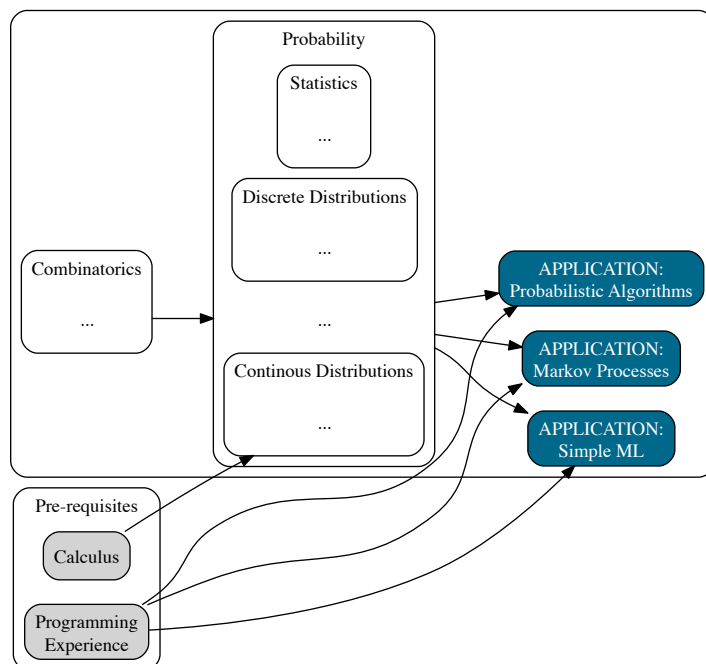 Probability
Statistics
...
Discrete Distributions
...
Combinatorics
...
...
Continous Distributions
...
APPLICATION:
Probabilistic Algorithms
APPLICATION:
Markov Processes
APPLICATION:
Simple ML
Pre-requisites
Calculus
Programming
Experience